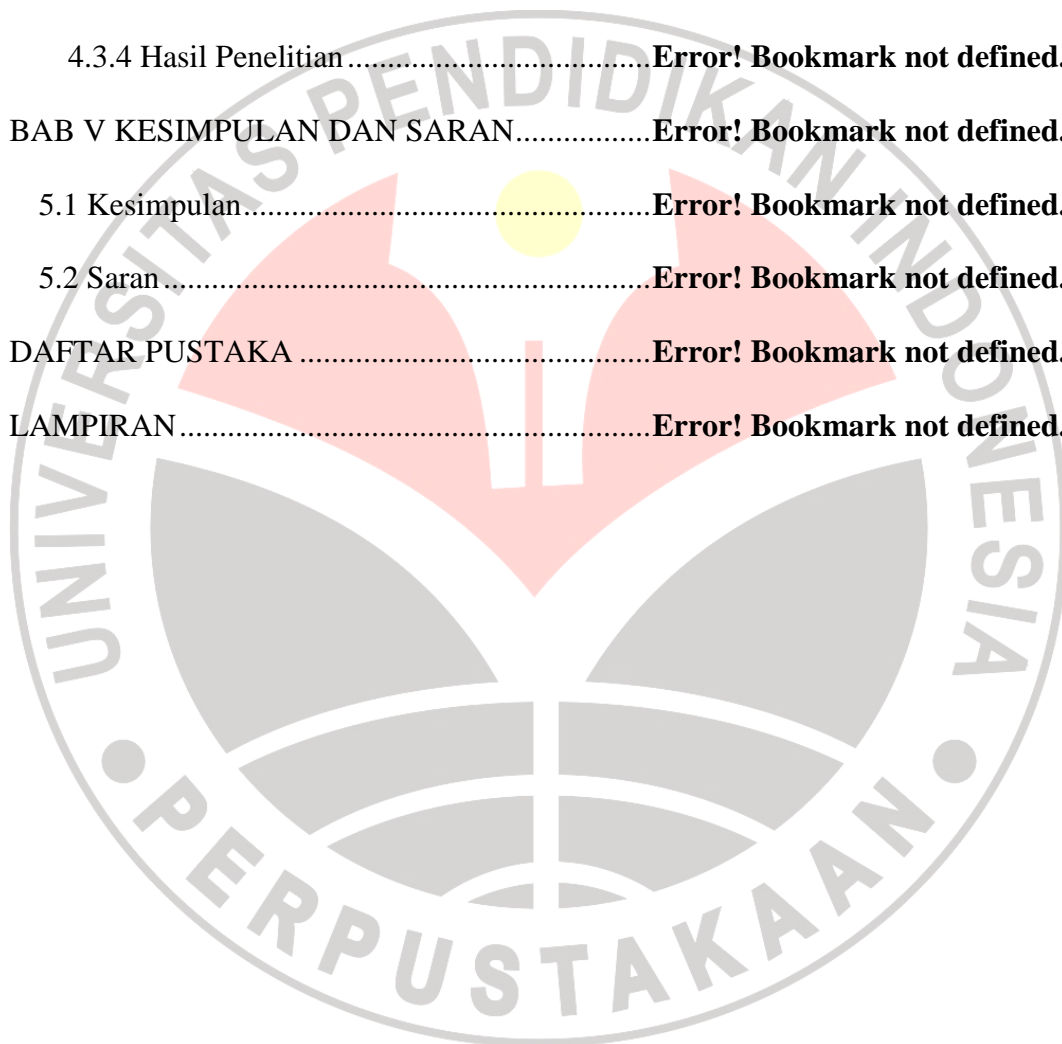 4.3.4 Hasil Penelitian......................................Error! Bookmark not defined.
BAB V KESIMPULAN DAN SARAN.................Error! Bookmark not defined.
5.1 Kesimpulan...................................................Error! Bookmark not defined.
5.2 Saran.............................................................Error! Bookmark not defined.
DAFTAR PUSTAKA ............................................Error! Bookmark not defined.
LAMPIRAN...........................................................Error! Bookmark not defined.
UNIVERSITAS PENDIDIKAN INDONESIA
PERPUSTAKAAN